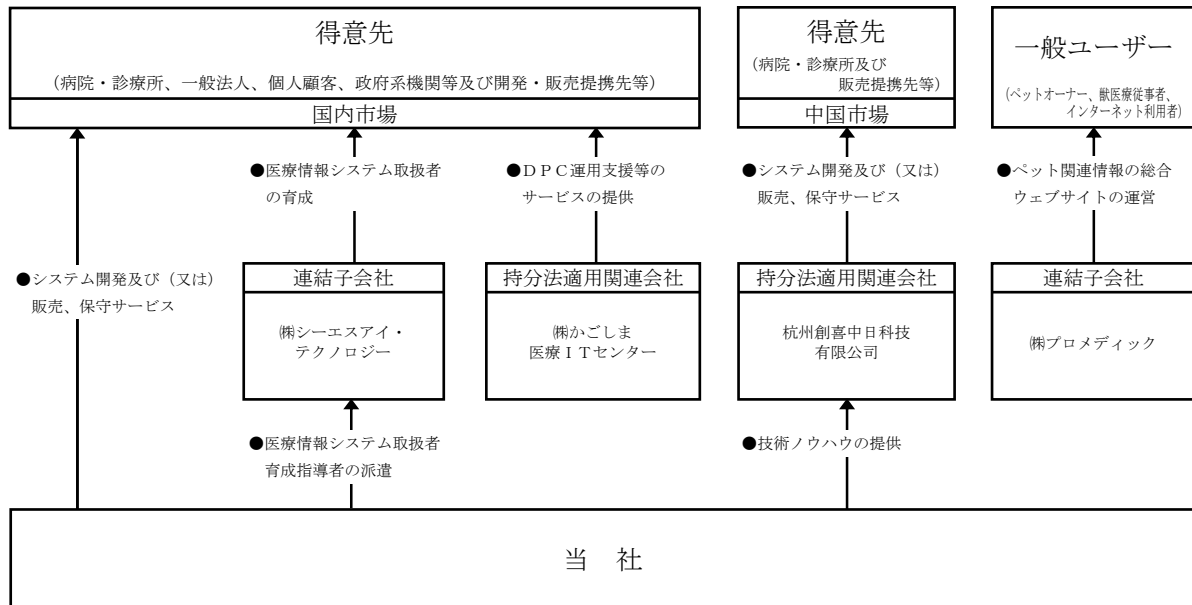 得意先
（病院・診療所、一般法人、個人顧客、政府系機関等及び開発・販売提携先等）
国内市場
得意先
（病院・診療所及び
販売提携先等）
中国市場
一般ユーザー
（ペットオーナー、獣医療従事者、
インターネット利用者）
●システム開発及び（又は）
販売、保守サービス
●医療情報システム取扱者
の育成
●ＤＰＣ運用支援等の
サービスの提供
●システム開発及び（又は）
販売、保守サービス
●ペット関連情報の総合
ウェブサイトの運営
連結子会社
㈱シーエスアイ・
テクノロジー
持分法適用関連会社
㈱かごしま
医療ＩＴセンター
持分法適用関連会社
杭州創喜中日科技
有限公司
連結子会社
㈱プロメディック
●医療情報システム取扱者
育成指導者の派遣
●技術ノウハウの提供
当　社